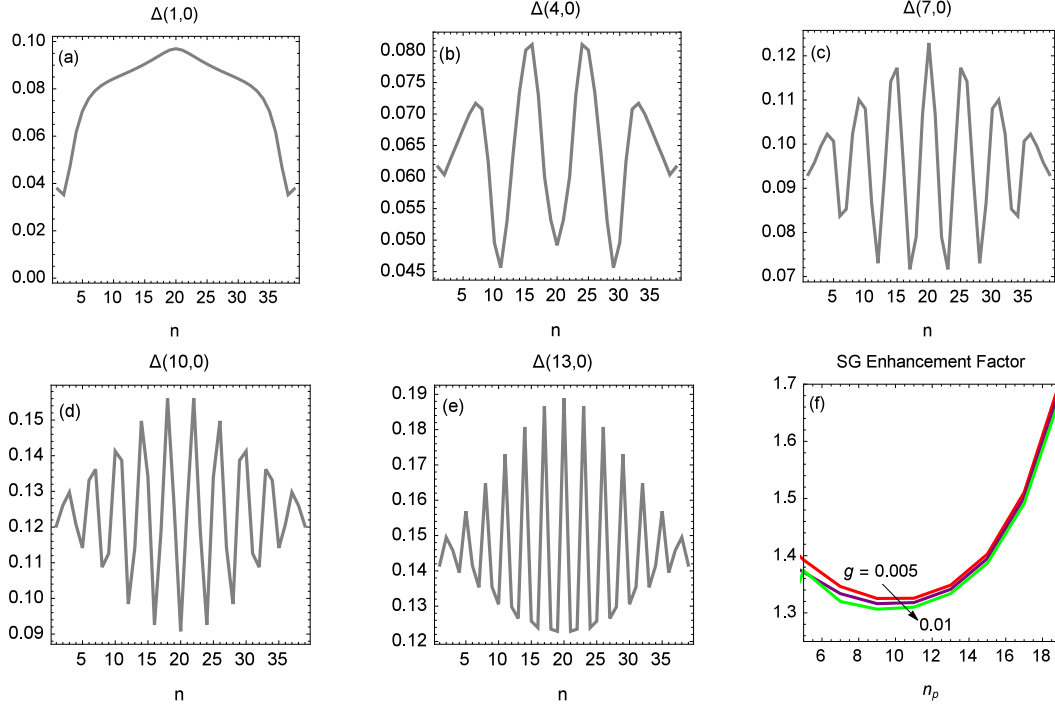 Δ(1,0)
(a)
0.10
0.08
0.06
0.04
0.02
0.00
5 10 15 20 25 30 35
n
Δ(4,0)
(b)
0.080
0.075
0.070
0.065
0.060
0.055
0.050
0.045
5 10 15 20 25 30 35
n
Δ(7,0)
(c)
0.12
0.11
0.10
0.09
0.08
0.07
5 10 15 20 25 30 35
n
Δ(10,0)
(d)
0.15
0.14
0.13
0.12
0.11
0.10
0.09
5 10 15 20 25 30 35
n
Δ(13,0)
(e)
0.19
0.18
0.17
0.16
0.15
0.14
0.13
0.12
5 10 15 20 25 30 35
n
SG Enhancement Factor
(f)
1.7
1.6
1.5
1.4
1.3
g = 0.005
0.01
6 8 10 12 14 16 18
n_p